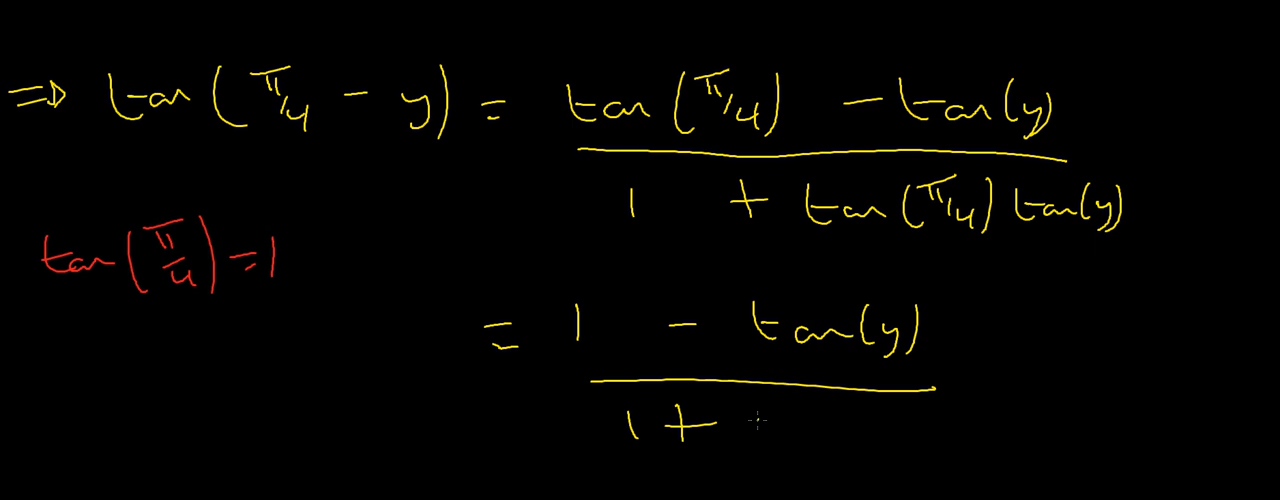 ⇒ tan(π/4 - y) = (tan(π/4) - tan(y)) / (1 + tan(π/4) tan(y))
tan(π/4) = 1
= (1 - tan(y)) / (1 +